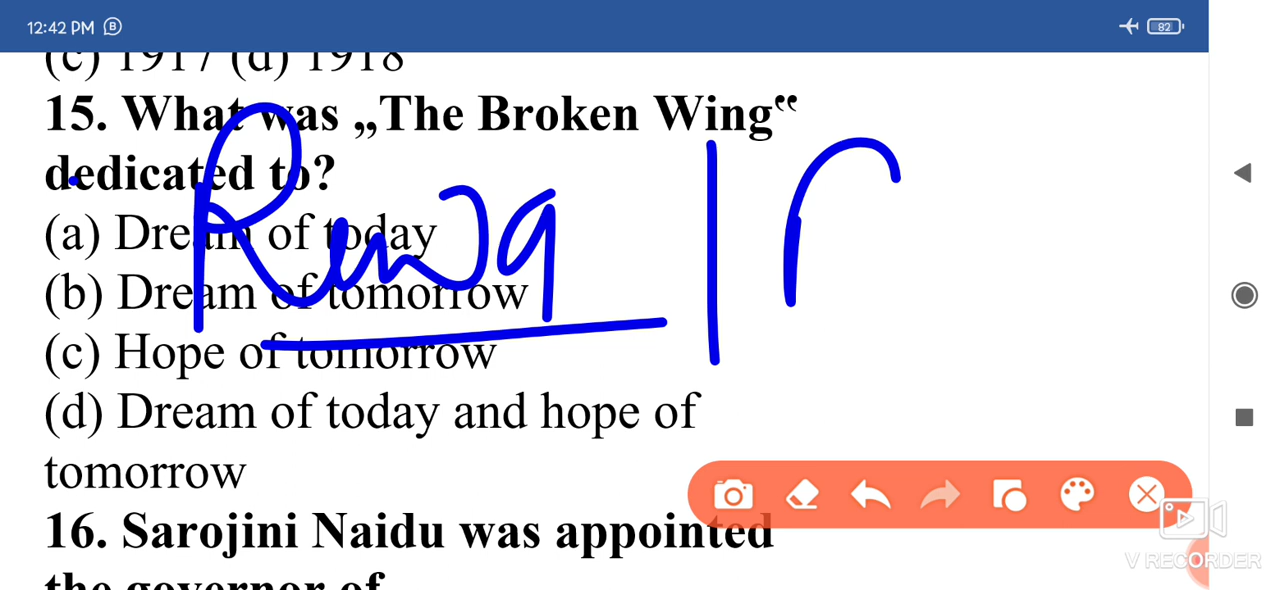 12:42 PM
82
(c) 1917 (d) 1918
15. What was „The Broken Wing‟
dedicated to?
(a) Dream of today
(b) Dream of tomorrow
(c) Hope of tomorrow
(d) Dream of today and hope of
tomorrow
16. Sarojini Naidu was appointed
the governor of
V RECORDER